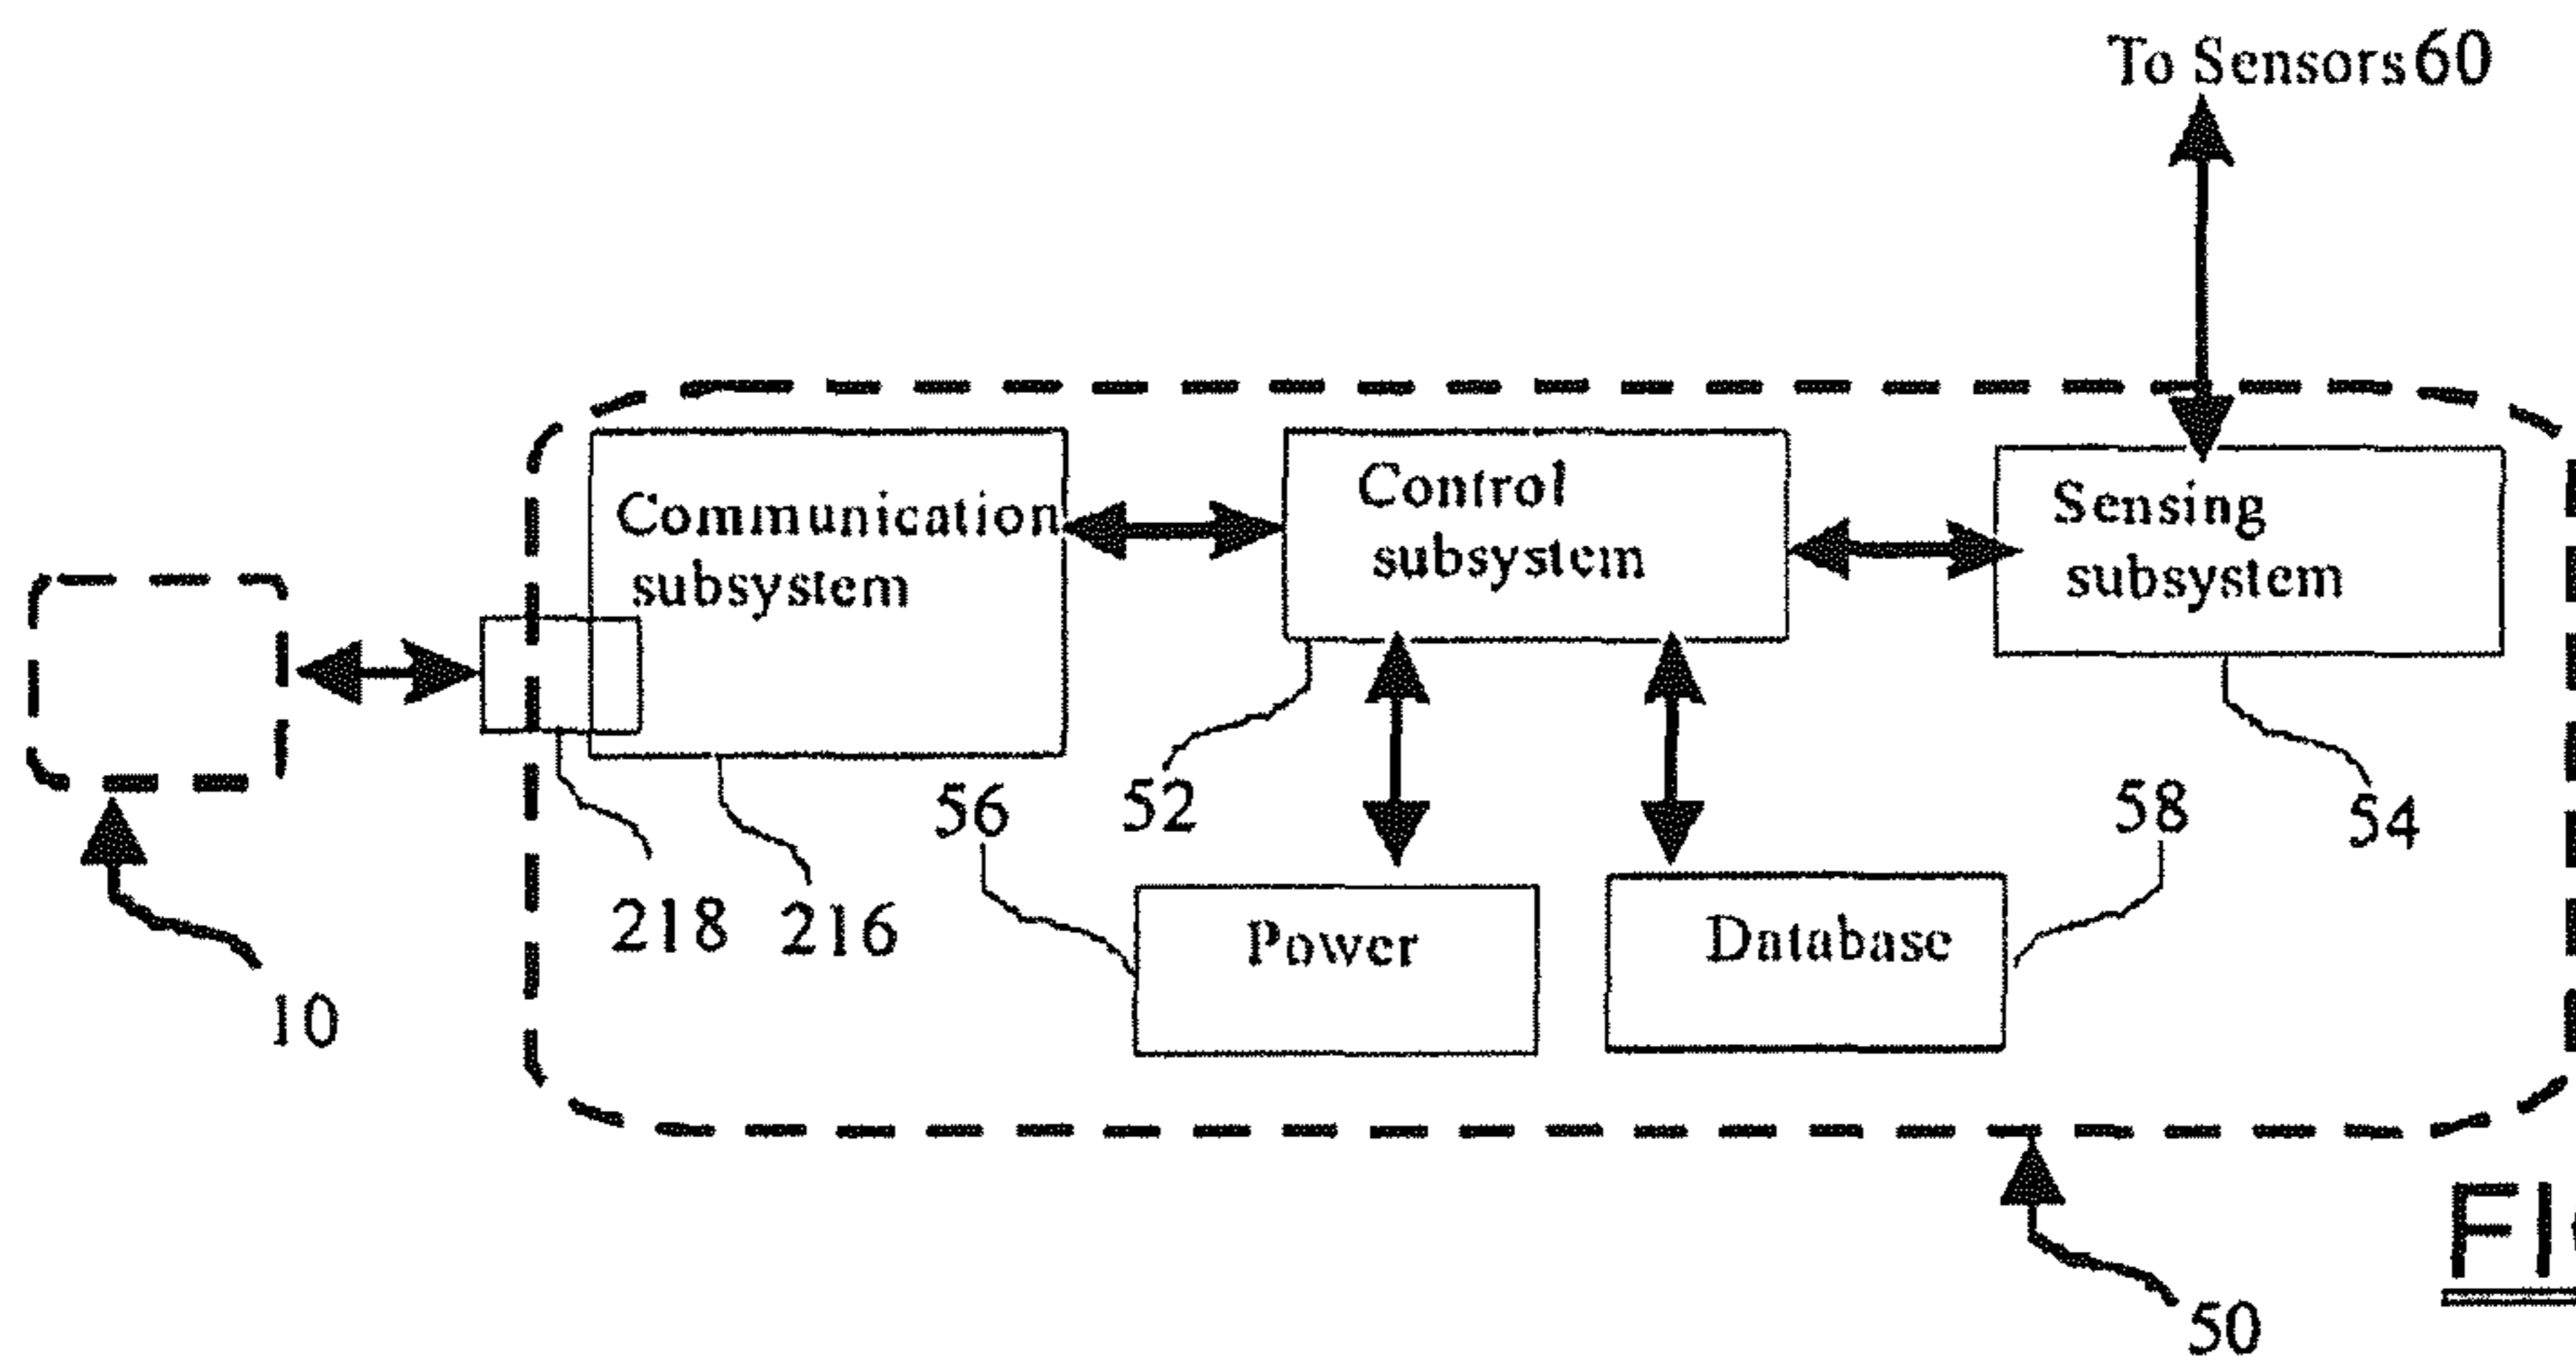 To Sensors 60
Communication
subsystem
Control
subsystem
Sensing
subsystem
56
52
58
54
218
216
Power
Database
10
50